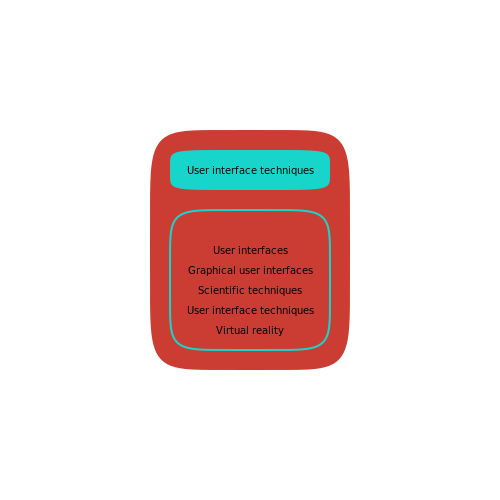 User interface techniques
User interfaces
Graphical user interfaces
Scientific techniques
User interface techniques
Virtual reality